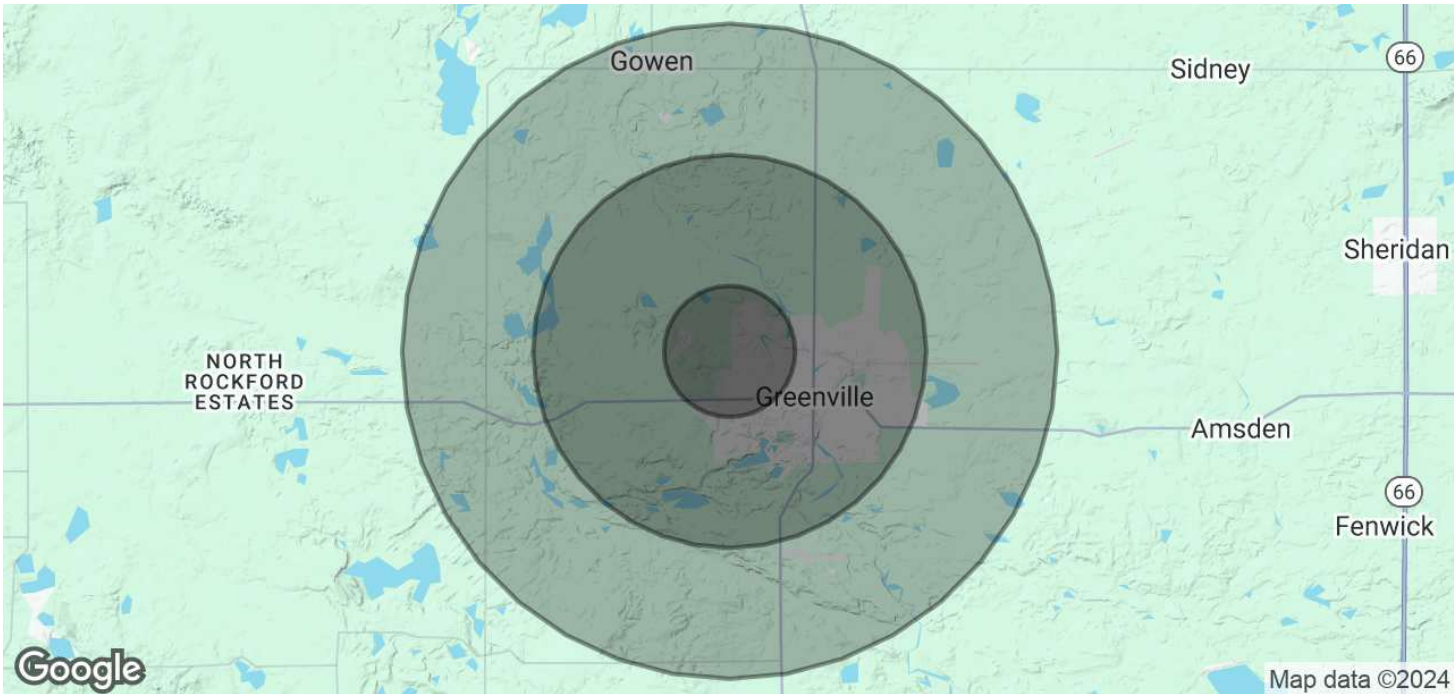 Gowen
Sidney
66
Sheridan
NORTH
ROCKFORD
ESTATES
Greenville
Amsden
66
Fenwick
Google
Map data ©2024